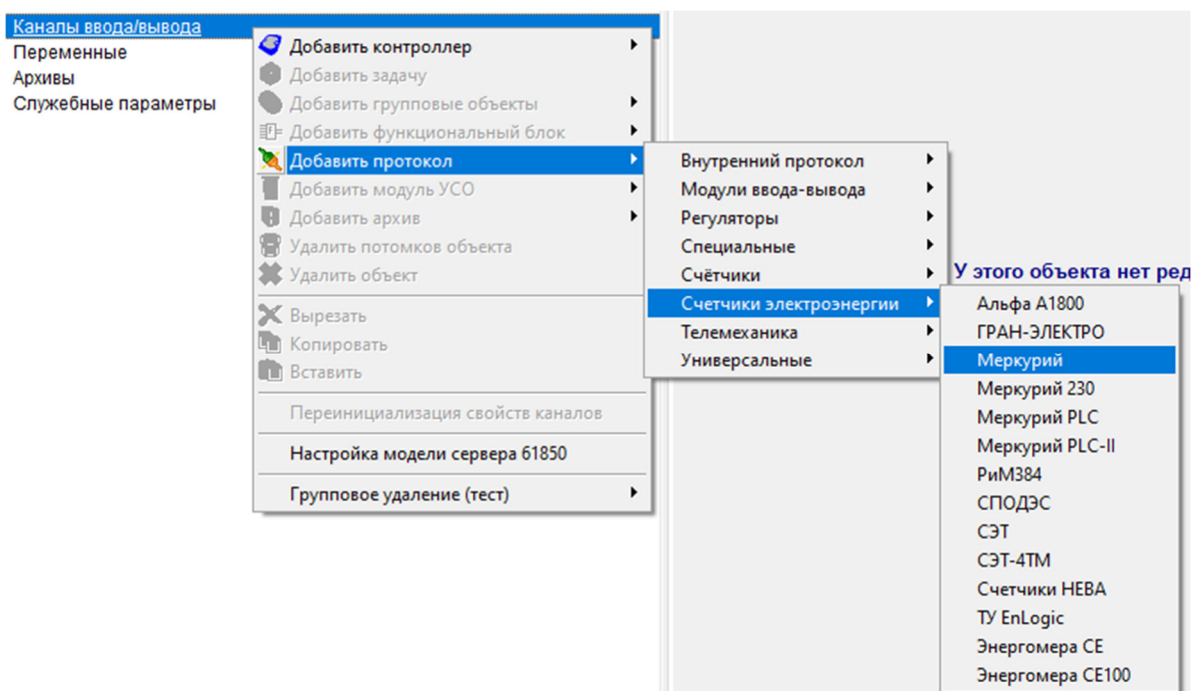 Каналы ввода/вывода
Переменные
Архивы
Служебные параметры
Добавить контроллер
Добавить задачу
Добавить групповые объекты
Добавить функциональный блок
Добавить протокол
Добавить модуль УСО
Добавить архив
Удалить потомков объекта
Удалить объект
Вырезать
Копировать
Вставить
Переинициализация свойств каналов
Настройка модели сервера 61850
Групповое удаление (тест)
Внутренний протокол
Модули ввода-вывода
Регуляторы
Специальные
Счётчики
Счетчики электроэнергии
Телемеханика
Универсальные
У этого объекта нет ред
Альфа А1800
ГРАН-ЭЛЕКТРО
Меркурий
Меркурий 230
Меркурий PLC
Меркурий PLC-II
РиМ384
СПОДЭС
СЭТ
СЭТ-4ТМ
Счетчики НЕВА
ТУ EnLogic
Энергомера СЕ
Энергомера СЕ100